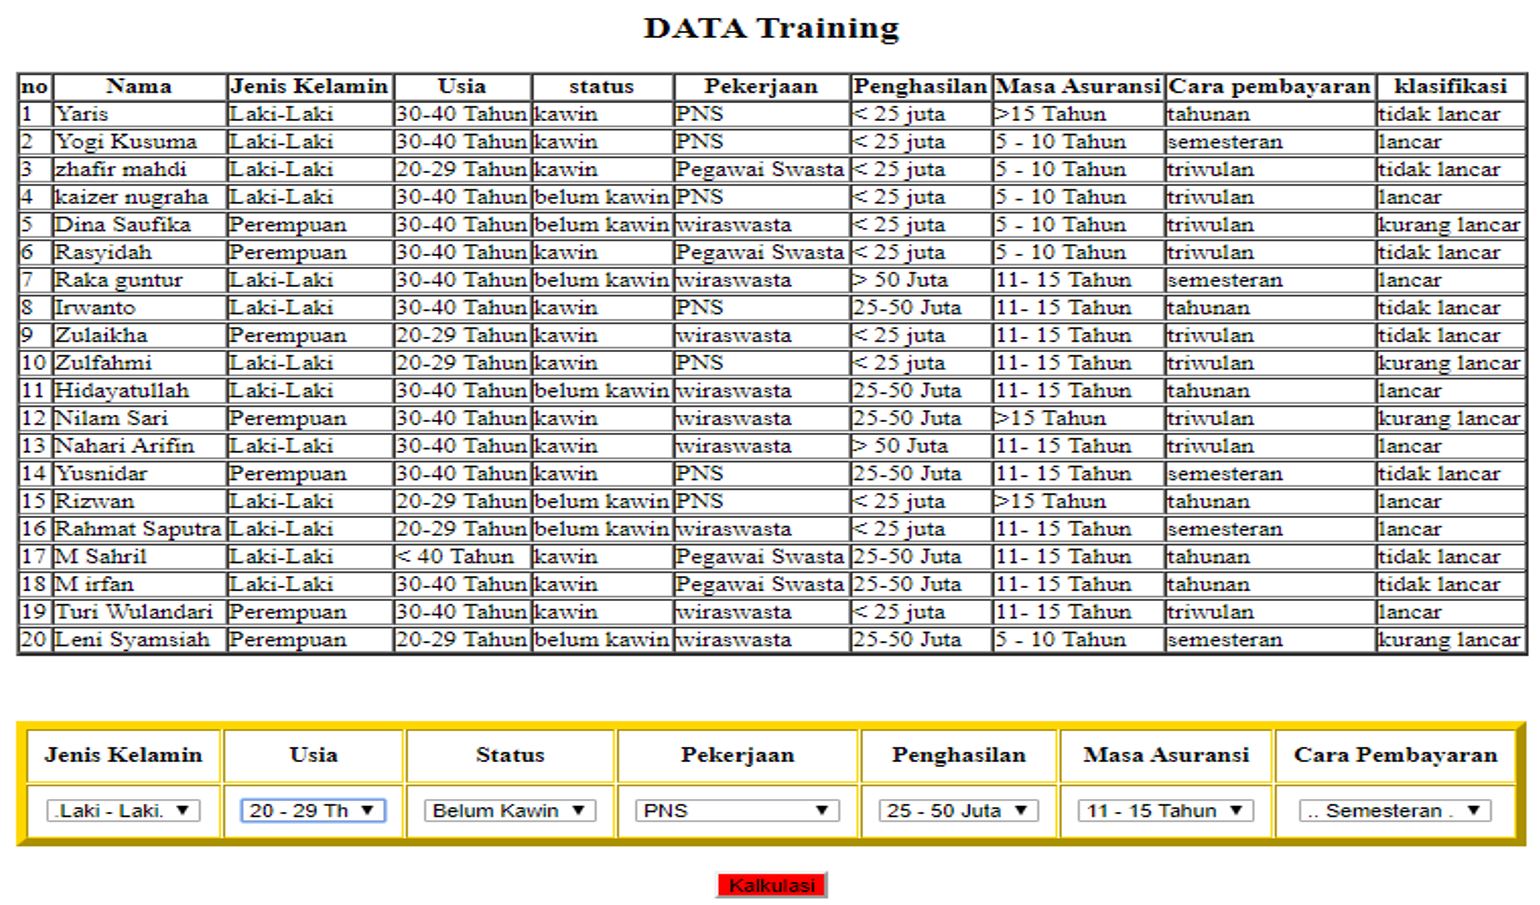 DATA Training
no Nama Jenis Kelamin Usia status Pekerjaan Penghasilan Masa Asuransi Cara pembayaran klasifikasi
1 Yaris Laki-Laki 30-40 Tahun kawin PNS < 25 juta >15 Tahun tahunan tidak lancar
2 Yogi Kusuma Laki-Laki 30-40 Tahun kawin PNS < 25 juta 5 - 10 Tahun semesteran lancar
3 zhafir mahdi Laki-Laki 20-29 Tahun kawin Pegawai Swasta < 25 juta 5 - 10 Tahun triwulan tidak lancar
4 kaizer nugraha Laki-Laki 30-40 Tahun belum kawin PNS < 25 juta 5 - 10 Tahun triwulan lancar
5 Dina Saufika Perempuan 30-40 Tahun belum kawin wiraswasta < 25 juta 5 - 10 Tahun triwulan kurang lancar
6 Rasyidah Perempuan 30-40 Tahun kawin Pegawai Swasta < 25 juta 5 - 10 Tahun triwulan tidak lancar
7 Raka guntur Laki-Laki 30-40 Tahun belum kawin wiraswasta > 50 Juta 11- 15 Tahun semesteran lancar
8 Irwanto Laki-Laki 30-40 Tahun kawin PNS 25-50 Juta 11- 15 Tahun tahunan tidak lancar
9 Zulaikha Perempuan 20-29 Tahun kawin wiraswasta < 25 juta 11- 15 Tahun triwulan tidak lancar
10 Zulfahmi Laki-Laki 20-29 Tahun kawin PNS < 25 juta 11- 15 Tahun triwulan kurang lancar
11 Hidayatullah Laki-Laki 30-40 Tahun belum kawin wiraswasta 25-50 Juta 11- 15 Tahun tahunan lancar
12 Nilam Sari Perempuan 30-40 Tahun kawin wiraswasta 25-50 Juta >15 Tahun triwulan kurang lancar
13 Nahari Arifin Laki-Laki 30-40 Tahun kawin wiraswasta > 50 Juta 11- 15 Tahun triwulan lancar
14 Yusnidar Perempuan 30-40 Tahun kawin PNS 25-50 Juta 11- 15 Tahun semesteran tidak lancar
15 Rizwan Laki-Laki 20-29 Tahun belum kawin PNS < 25 juta >15 Tahun tahunan lancar
16 Rahmat Saputra Laki-Laki 20-29 Tahun belum kawin wiraswasta < 25 juta 11- 15 Tahun semesteran lancar
17 M Sahril Laki-Laki < 40 Tahun kawin Pegawai Swasta 25-50 Juta 11- 15 Tahun tahunan tidak lancar
18 M irfan Laki-Laki 30-40 Tahun kawin Pegawai Swasta 25-50 Juta 11- 15 Tahun tahunan tidak lancar
19 Turi Wulandari Perempuan 30-40 Tahun kawin wiraswasta < 25 juta 11- 15 Tahun triwulan lancar
20 Leni Syamsiah Perempuan 20-29 Tahun belum kawin wiraswasta 25-50 Juta 5 - 10 Tahun semesteran kurang lancar
Jenis Kelamin Usia Status Pekerjaan Penghasilan Masa Asuransi Cara Pembayaran
.Laki - Laki. 20 - 29 Th Belum Kawin PNS 25 - 50 Juta 11 - 15 Tahun .. Semesteran .
Kalkulasi